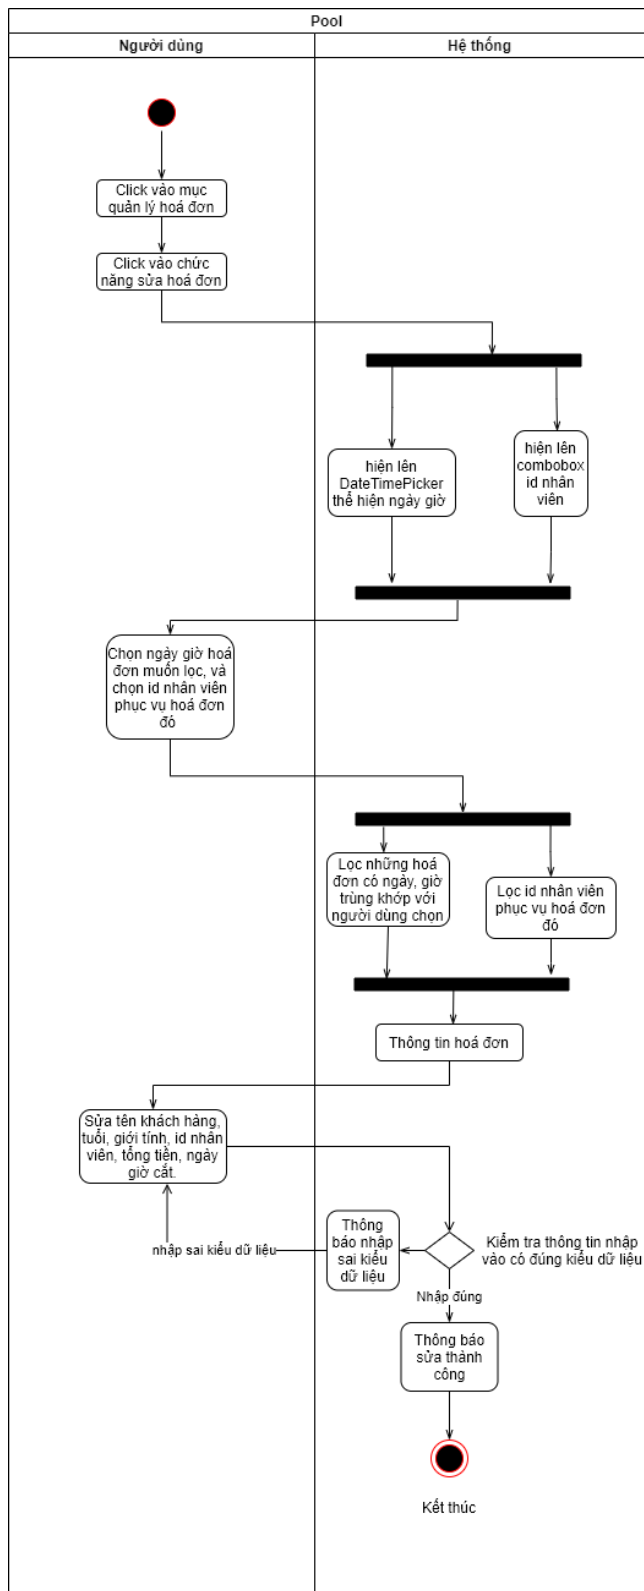 Pool
Người dùng
Hệ thống
Click vào mục
quản lý hoá đơn
Click vào chức
năng sửa hoá đơn
hiện lên
DateTimePicker
thể hiện ngày giờ
hiện lên
combobox
id nhân
viên
Chọn ngày giờ hoá
đơn muốn lọc, và
chọn id nhân viên
phục vụ hoá đơn
đó
Lọc những hoá
đơn có ngày, giờ
trùng khớp với
người dùng chọn
Lọc id nhân viên
phục vụ hoá đơn
đó
Thông tin hoá đơn
Sửa tên khách hàng,
tuổi, giới tính, id nhân
viên, tổng tiền, ngày
giờ cắt.
nhập sai kiểu dữ liệu
Thông
báo nhập
sai kiểu
dữ liệu
Kiểm tra thông tin nhập
vào có đúng kiểu dữ liệu
Nhập đúng
Thông báo
sửa thành
công
Kết thúc